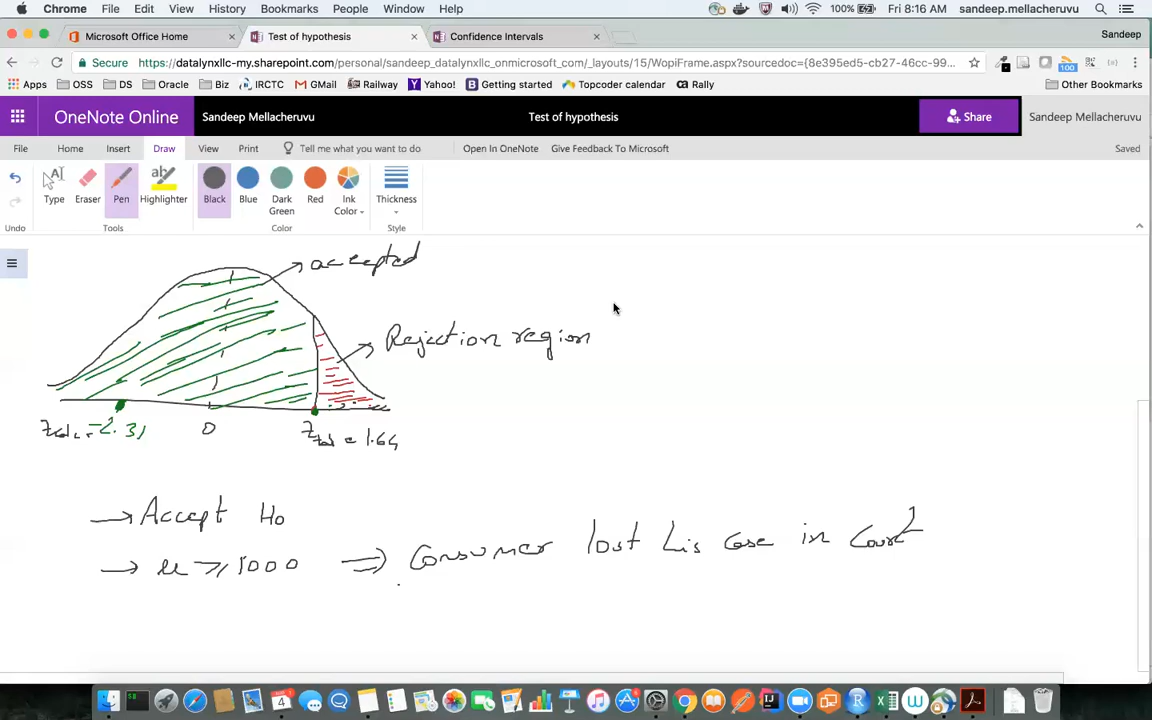 Chrome File Edit View History Bookmarks People Window Help 100% Fri 8:16 AM sandeep.mellacheruvu
Microsoft Office Home Test of hypothesis Confidence Intervals Sandeep
Secure https://datalynxllc-my.sharepoint.com/personal/sandeep_datalynxllc_onmicrosoft_com/_layouts/15/WopiFrame.aspx?sourcedoc={8e395ed5-cb27-46cc-99...
Apps OSS DS Oracle Biz IRCTC GMail Railway Yahoo! Getting started Topcoder calendar Rally Other Bookmarks
OneNote Online Sandeep Mellacheruvu Test of hypothesis Share Sandeep Mellacheruvu
File Home Insert Draw View Print Tell me what you want to do Open In OneNote Give Feedback To Microsoft Saved
Type Eraser Pen Highlighter Black Blue Dark Green Red Ink Color Thickness
Undo Tools Color Style
accepted
Rejection region
-2.31 0 Ztab = 1.64
→ Accept H0
→ μ ≥ 1000 ⇒ Consumer lost his case in Court